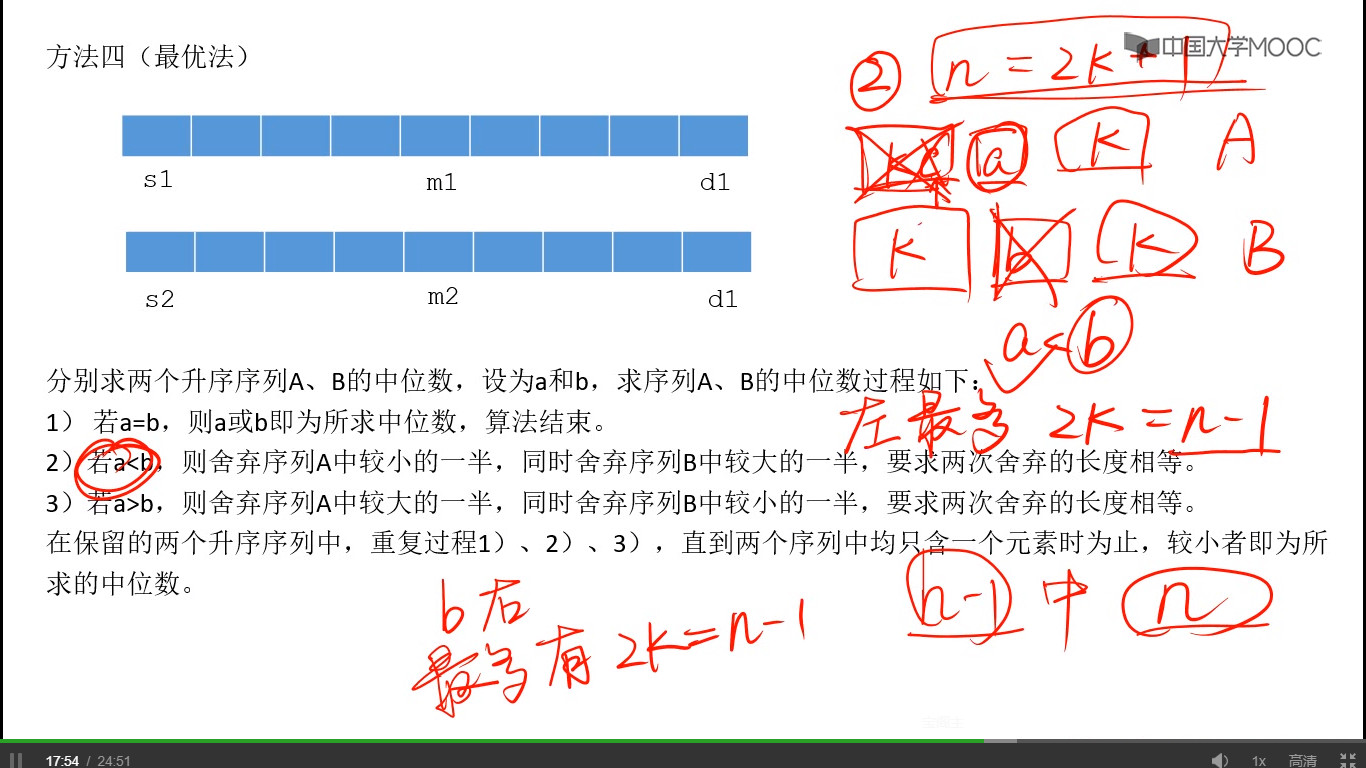 方法四（最优法）
中国大学MOOC
② n = 2k+1
a k A
k b k B
s1 m1 d1
s2 m2 d1
a<b
分别求两个升序序列A、B的中位数，设为a和b，求序列A、B的中位数过程如下：
左最多 2k=n-1
1） 若a=b，则a或b即为所求中位数，算法结束。
2）若a<b，则舍弃序列A中较小的一半，同时舍弃序列B中较大的一半，要求两次舍弃的长度相等。
3）若a>b，则舍弃序列A中较大的一半，同时舍弃序列B中较小的一半，要求两次舍弃的长度相等。
在保留的两个升序序列中，重复过程1）、2）、3），直到两个序列中均只含一个元素时为止，较小者即为所
求的中位数。
n-1 中 n
b右
最多有 2k=n-1
17:54 / 24:51 1x 高清